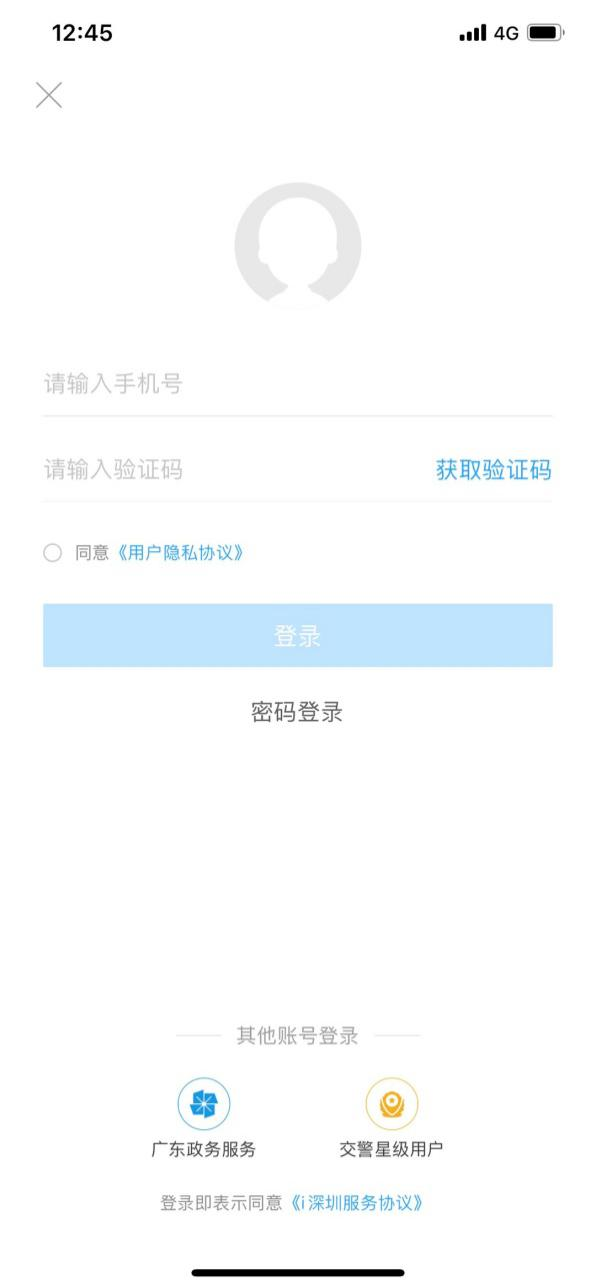 12:45
4G
请输入手机号
请输入验证码 获取验证码
同意《用户隐私协议》
登录
密码登录
其他账号登录
广东政务服务 交警星级用户
登录即表示同意《i深圳服务协议》